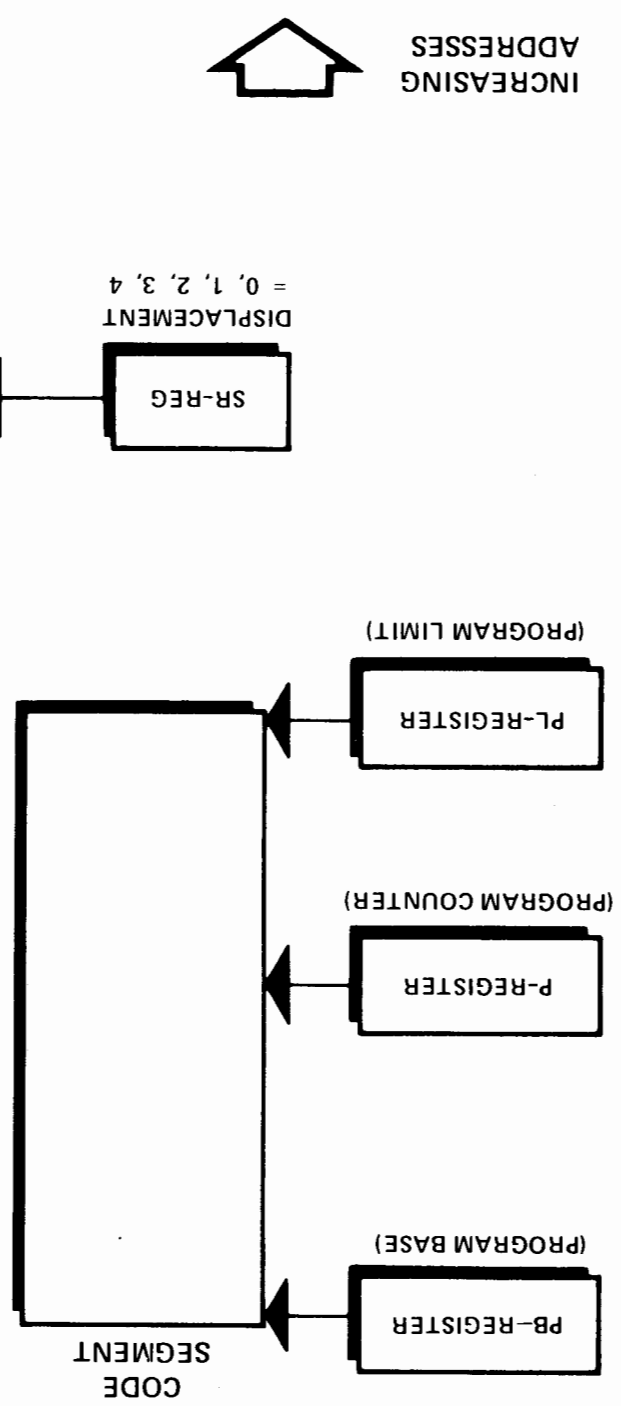 CODE
SEGMENT
PB-REGISTER
(PROGRAM BASE)
P-REGISTER
(PROGRAM COUNTER)
PL-REGISTER
(PROGRAM LIMIT)
SR-REG
DISPLACEMENT
= 0, 1, 2, 3, 4
INCREASING
ADDRESSES